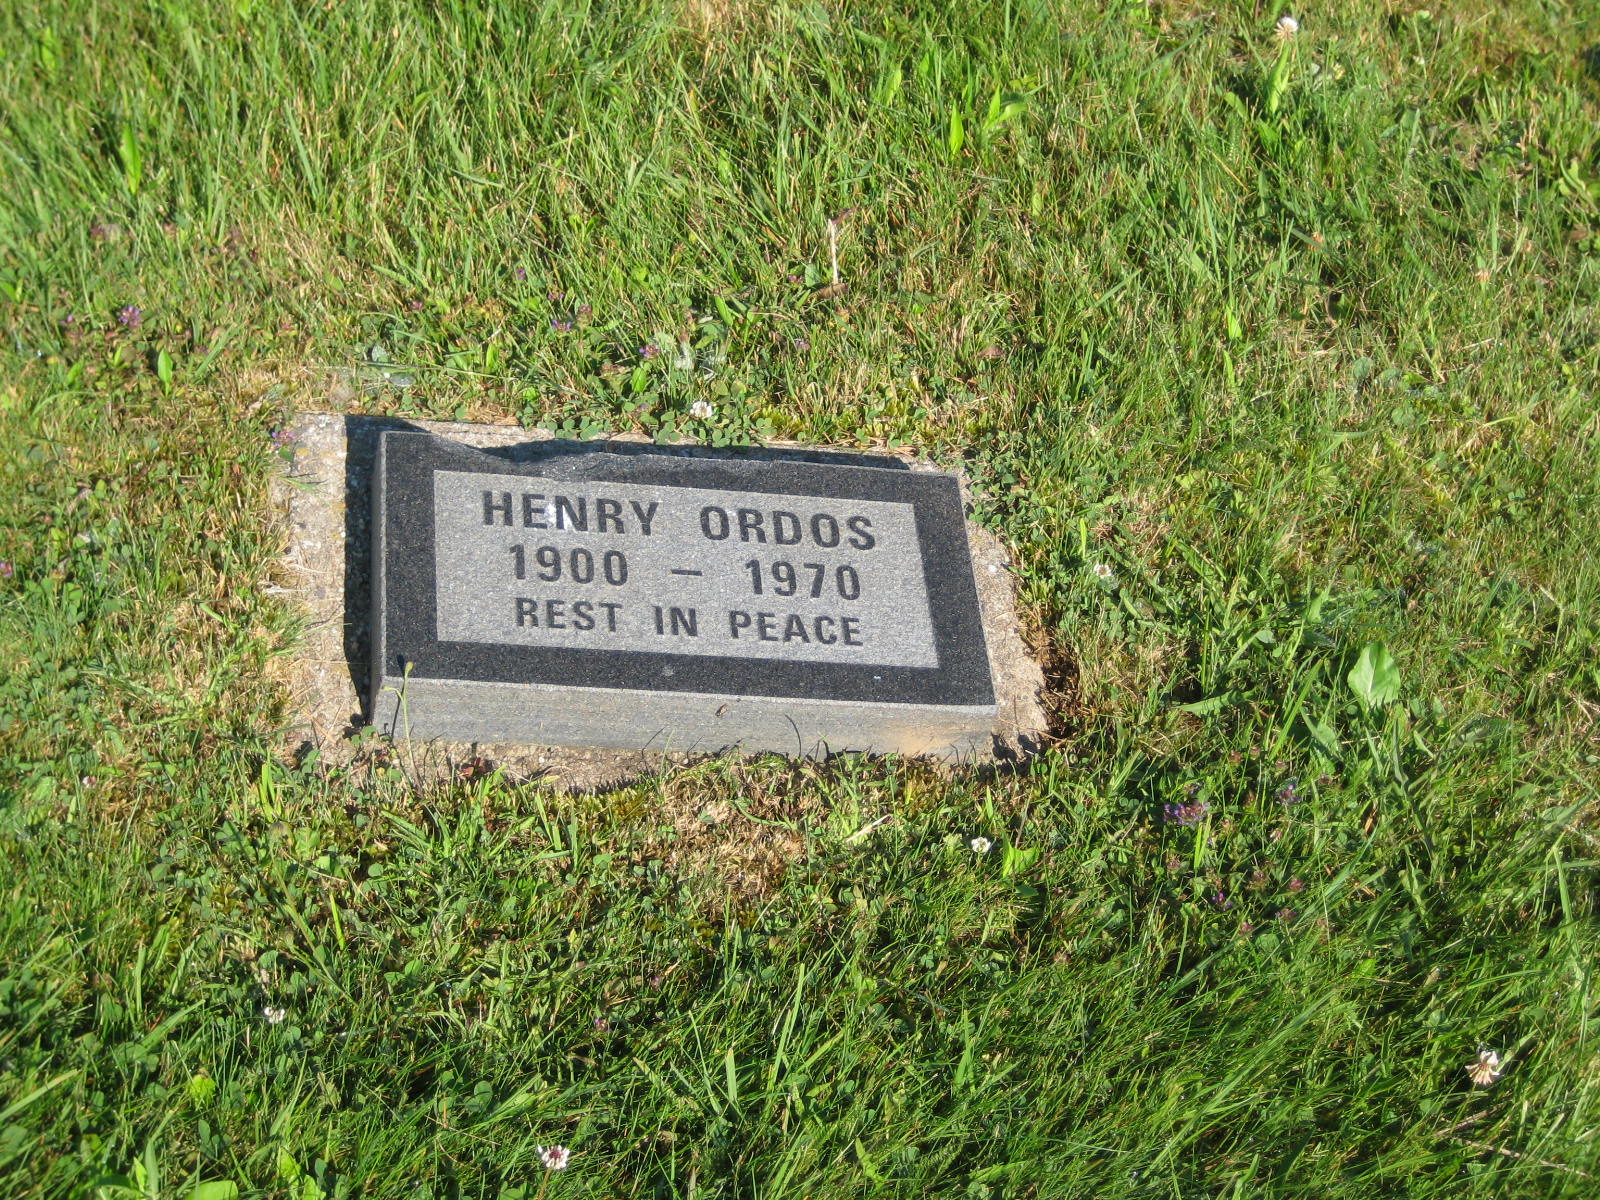 HENRY ORDOS
1900 – 1970
REST IN PEACE